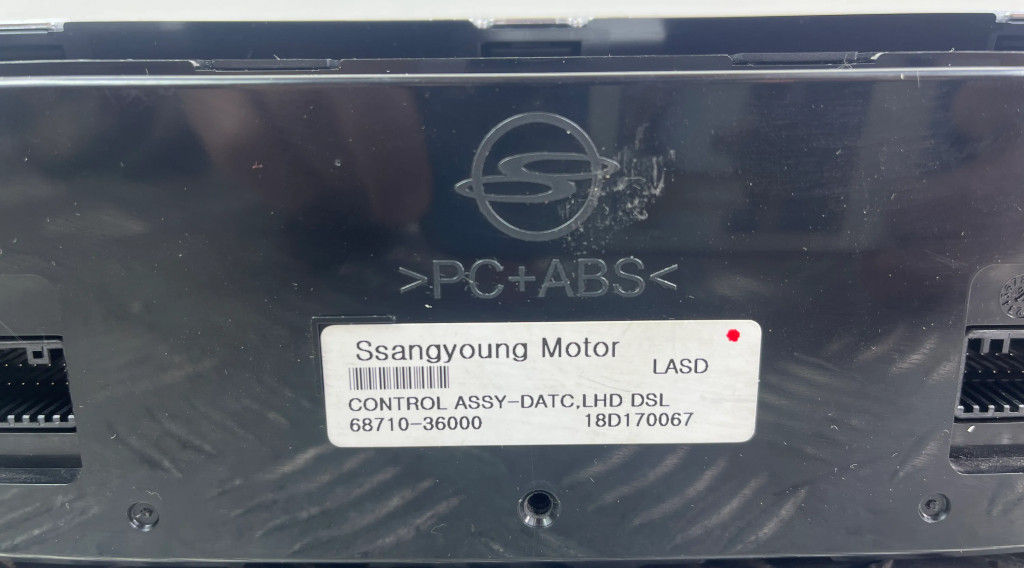 >PC+ABS<
Ssangyoung Motor
LASD
CONTROL ASSY-DATC,LHD DSL
68710-36000 18D170067